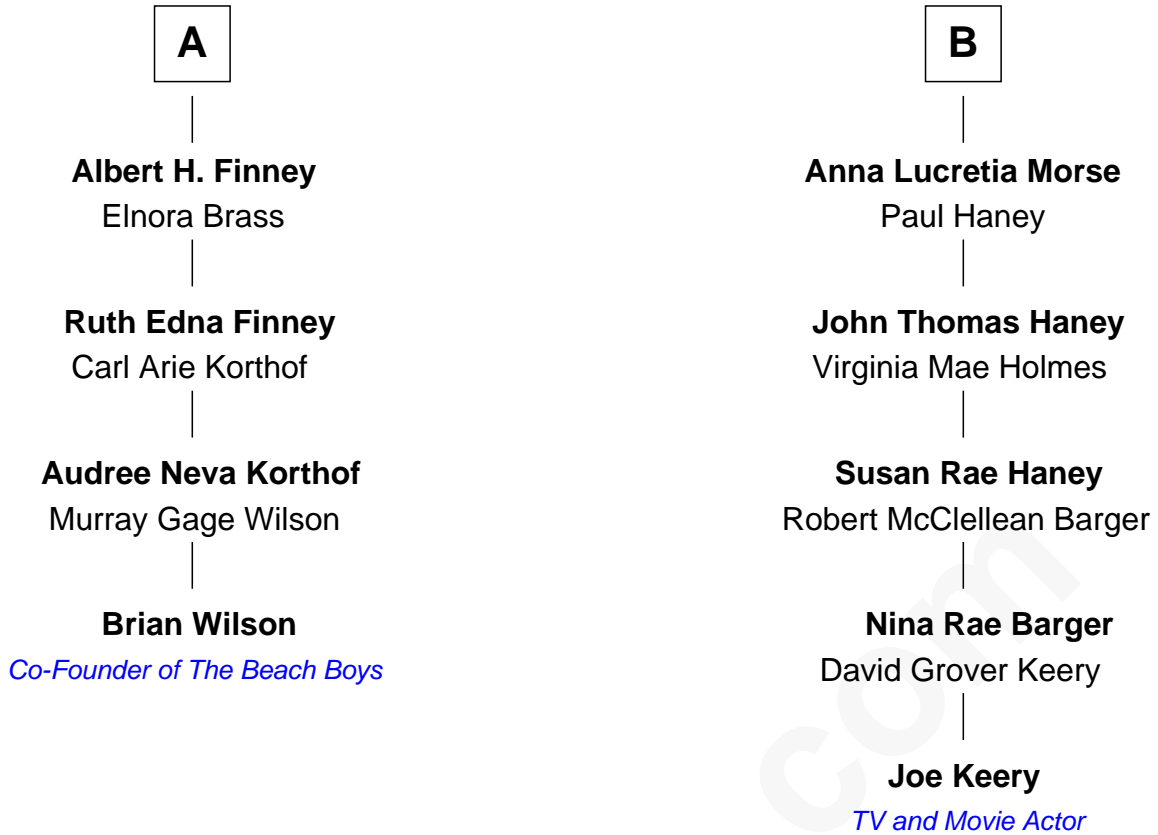 A
Albert H. Finney
Elnora Brass
Ruth Edna Finney
Carl Arie Korthof
Audree Neva Korthof
Murray Gage Wilson
Brian Wilson
Co-Founder of The Beach Boys
B
Anna Lucretia Morse
Paul Haney
John Thomas Haney
Virginia Mae Holmes
Susan Rae Haney
Robert McClellean Barger
Nina Rae Barger
David Grover Keery
Joe Keery
TV and Movie Actor
com